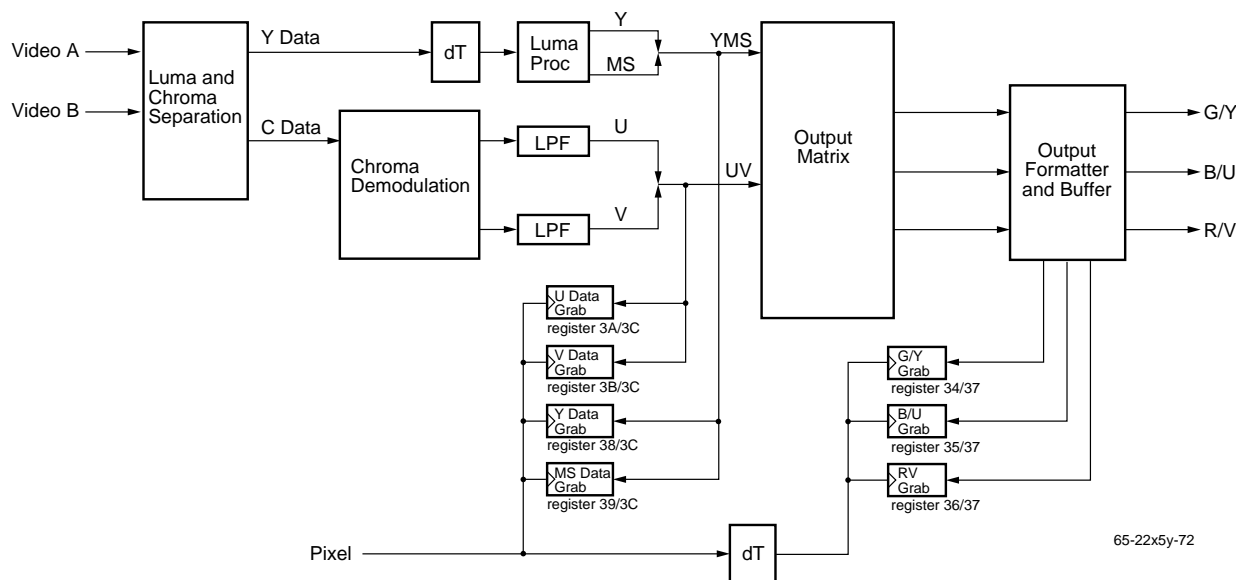 Video A
Video B
Luma and
Chroma
Separation
Y Data
C Data
dT
Luma
Proc
Y
MS
YMS
Chroma
Demodulation
LPF
U
LPF
V
UV
Output
Matrix
Output
Formatter
and Buffer
G/Y
B/U
R/V
U Data
Grab
register 3A/3C
V Data
Grab
register 3B/3C
Y Data
Grab
register 38/3C
MS Data
Grab
register 39/3C
G/Y
Grab
register 34/37
B/U
Grab
register 35/37
RV
Grab
register 36/37
Pixel
dT
65-22x5y-72